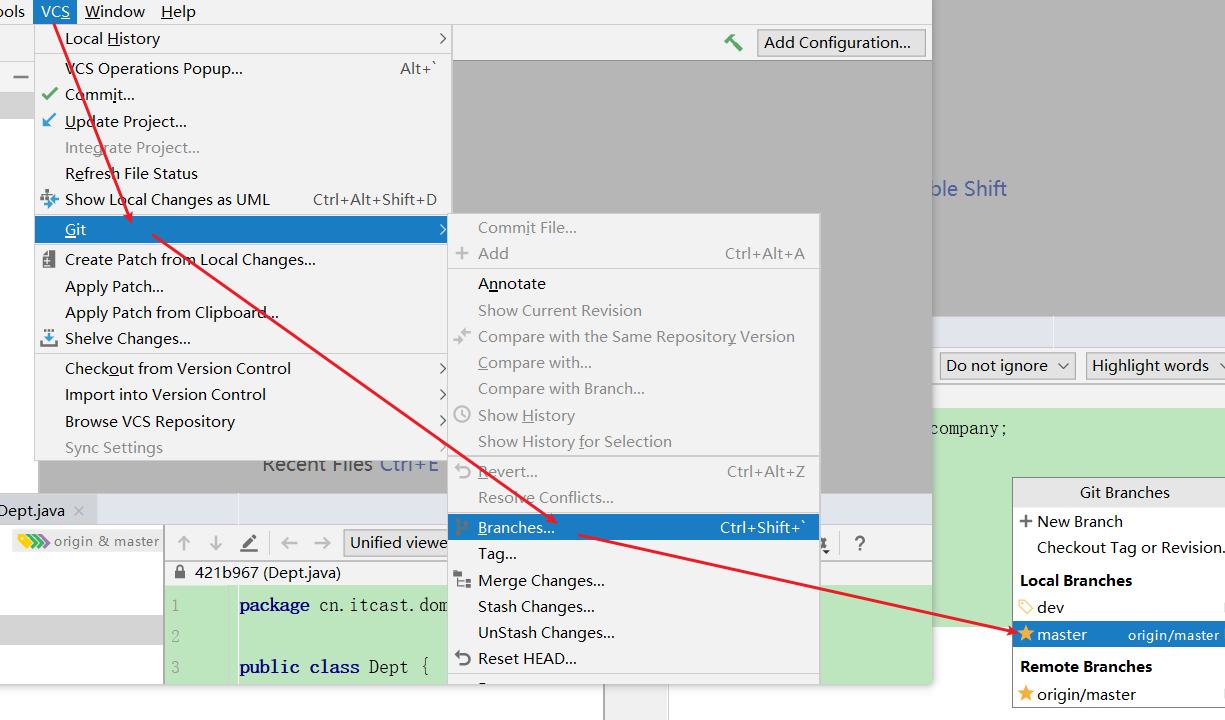 ools VCS Window Help
Local History
Add Configuration...
VCS Operations Popup... Alt+`
Commit...
Update Project...
Integrate Project...
Refresh File Status
Show Local Changes as UML Ctrl+Alt+Shift+D
Git
Create Patch from Local Changes...
Apply Patch...
Apply Patch from Clipboard...
Shelve Changes...
Checkout from Version Control
Import into Version Control
Browse VCS Repository
Sync Settings
Recent Files Ctrl+E
ble Shift
Commit File...
Add Ctrl+Alt+A
Annotate
Show Current Revision
Compare with the Same Repository Version
Compare with...
Compare with Branch...
Show History
Show History for Selection
Revert... Ctrl+Alt+Z
Resolve Conflicts...
Branches... Ctrl+Shift+`
Tag...
Merge Changes...
Stash Changes...
UnStash Changes...
Reset HEAD...
Do not ignore Highlight words
company;
Git Branches
New Branch
Checkout Tag or Revision.
Local Branches
dev
master origin/master
Remote Branches
origin/master
Dept.java
origin & master
Unified viewe
?
421b967 (Dept.java)
1 package cn.itcast.dom
2
3 public class Dept {